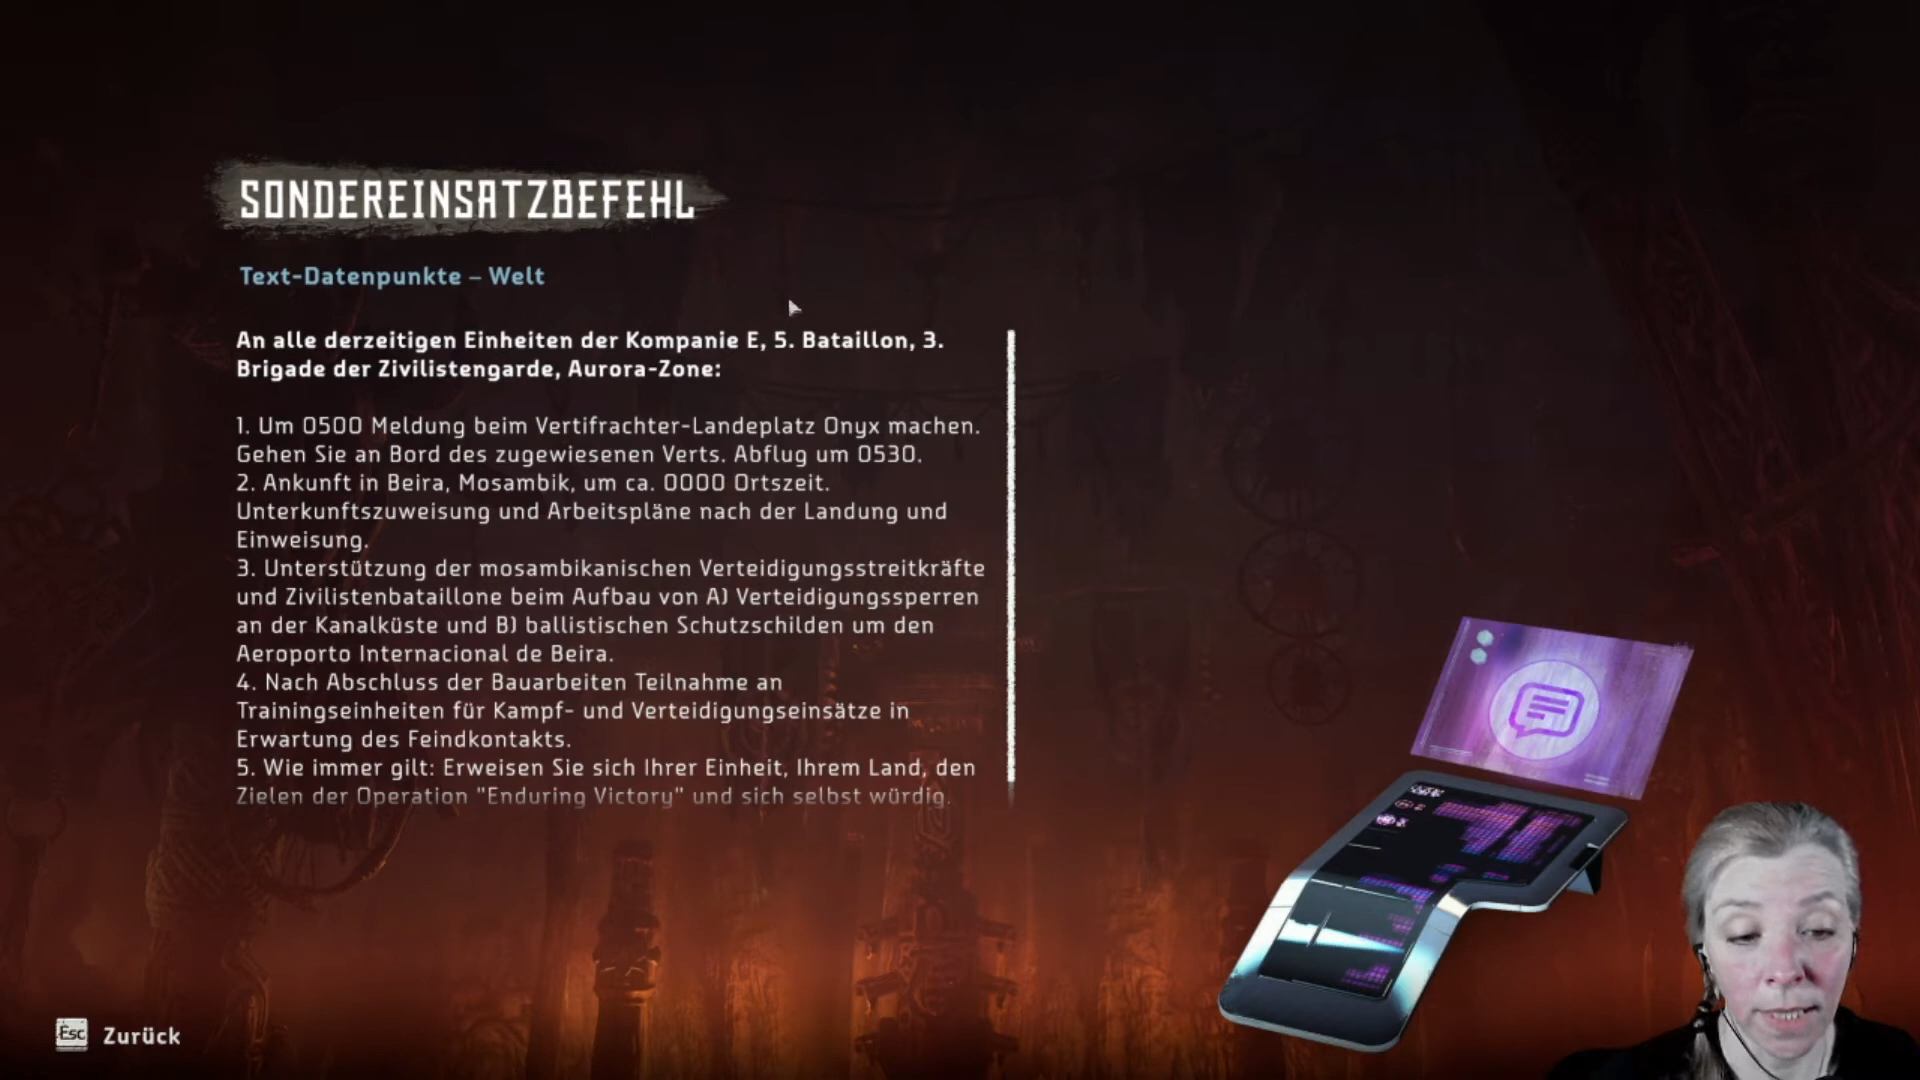 SONDEREINSATZBEFEHL
Text-Datenpunkte – Welt
An alle derzeitigen Einheiten der Kompanie E, 5. Bataillon, 3.
Brigade der Zivilistengarde, Aurora-Zone:
1. Um 0500 Meldung beim Vertifrachter-Landeplatz Onyx machen.
Gehen Sie an Bord des zugewiesenen Verts. Abflug um 0530.
2. Ankunft in Beira, Mosambik, um ca. 0000 Ortszeit.
Unterkunftszuweisung und Arbeitspläne nach der Landung und
Einweisung.
3. Unterstützung der mosambikanischen Verteidigungsstreitkräfte
und Zivilistenbataillone beim Aufbau von A) Verteidigungssperren
an der Kanalküste und B) ballistischen Schutzschilden um den
Aeroporto Internacional de Beira.
4. Nach Abschluss der Bauarbeiten Teilnahme an
Trainingseinheiten für Kampf- und Verteidigungseinsätze in
Erwartung des Feindkontakts.
5. Wie immer gilt: Erweisen Sie sich Ihrer Einheit, Ihrem Land, den
Zielen der Operation "Enduring Victory" und sich selbst würdig.
Esc Zurück